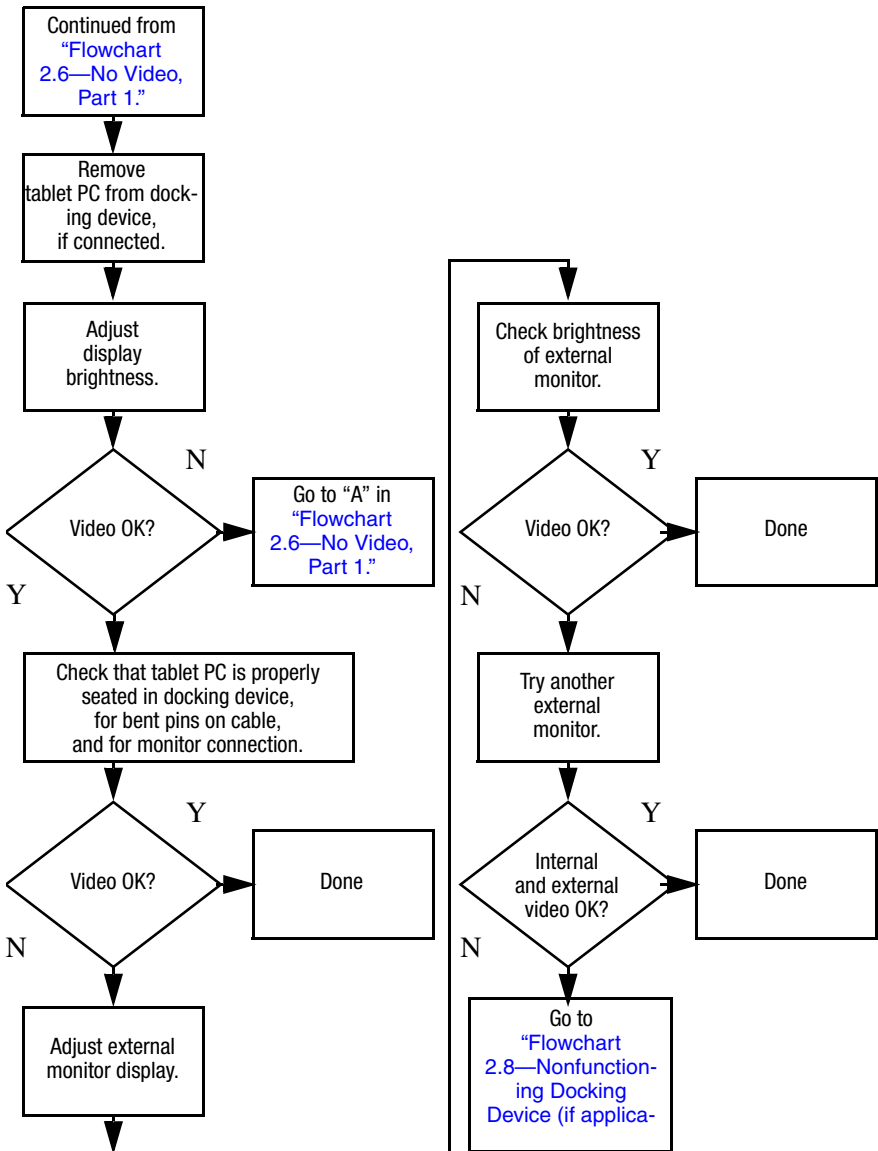 Continued from
“Flowchart
2.6—No Video,
Part 1.”
Remove
tablet PC from dock-
ing device,
if connected.
Adjust
display
brightness.
Video OK?
N
Y
Go to “A” in
“Flowchart
2.6—No Video,
Part 1.”
Check that tablet PC is properly
seated in docking device,
for bent pins on cable,
and for monitor connection.
Video OK?
Y
N
Done
Adjust external
monitor display.
Check brightness
of external
monitor.
Video OK?
Y
N
Done
Try another
external
monitor.
Internal
and external
video OK?
Y
N
Done
Go to
“Flowchart
2.8—Nonfunction-
ing Docking
Device (if applica-